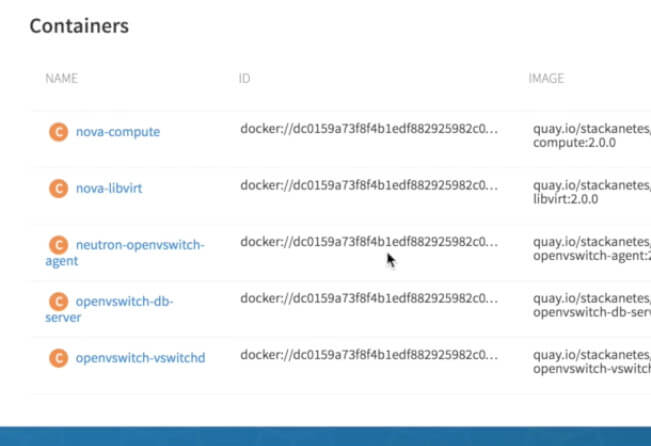 Containers
NAME ID IMAGE
C nova-compute docker://dc0159a73f8f4b1edf882925982c0... quay.io/stackanetes/
compute:2.0.0
C nova-libvirt docker://dc0159a73f8f4b1edf882925982c0... quay.io/stackanetes/
libvirt:2.0.0
C neutron-openvswitch- docker://dc0159a73f8f4b1edf882925982c0... quay.io/stackanetes/
agent openvswitch-agent:2
C openvswitch-db- docker://dc0159a73f8f4b1edf882925982c0... quay.io/stackanetes/
server openvswitch-db-serv
C openvswitch-vswitchd docker://dc0159a73f8f4b1edf882925982c0... quay.io/stackanetes/
openvswitch-vswitch